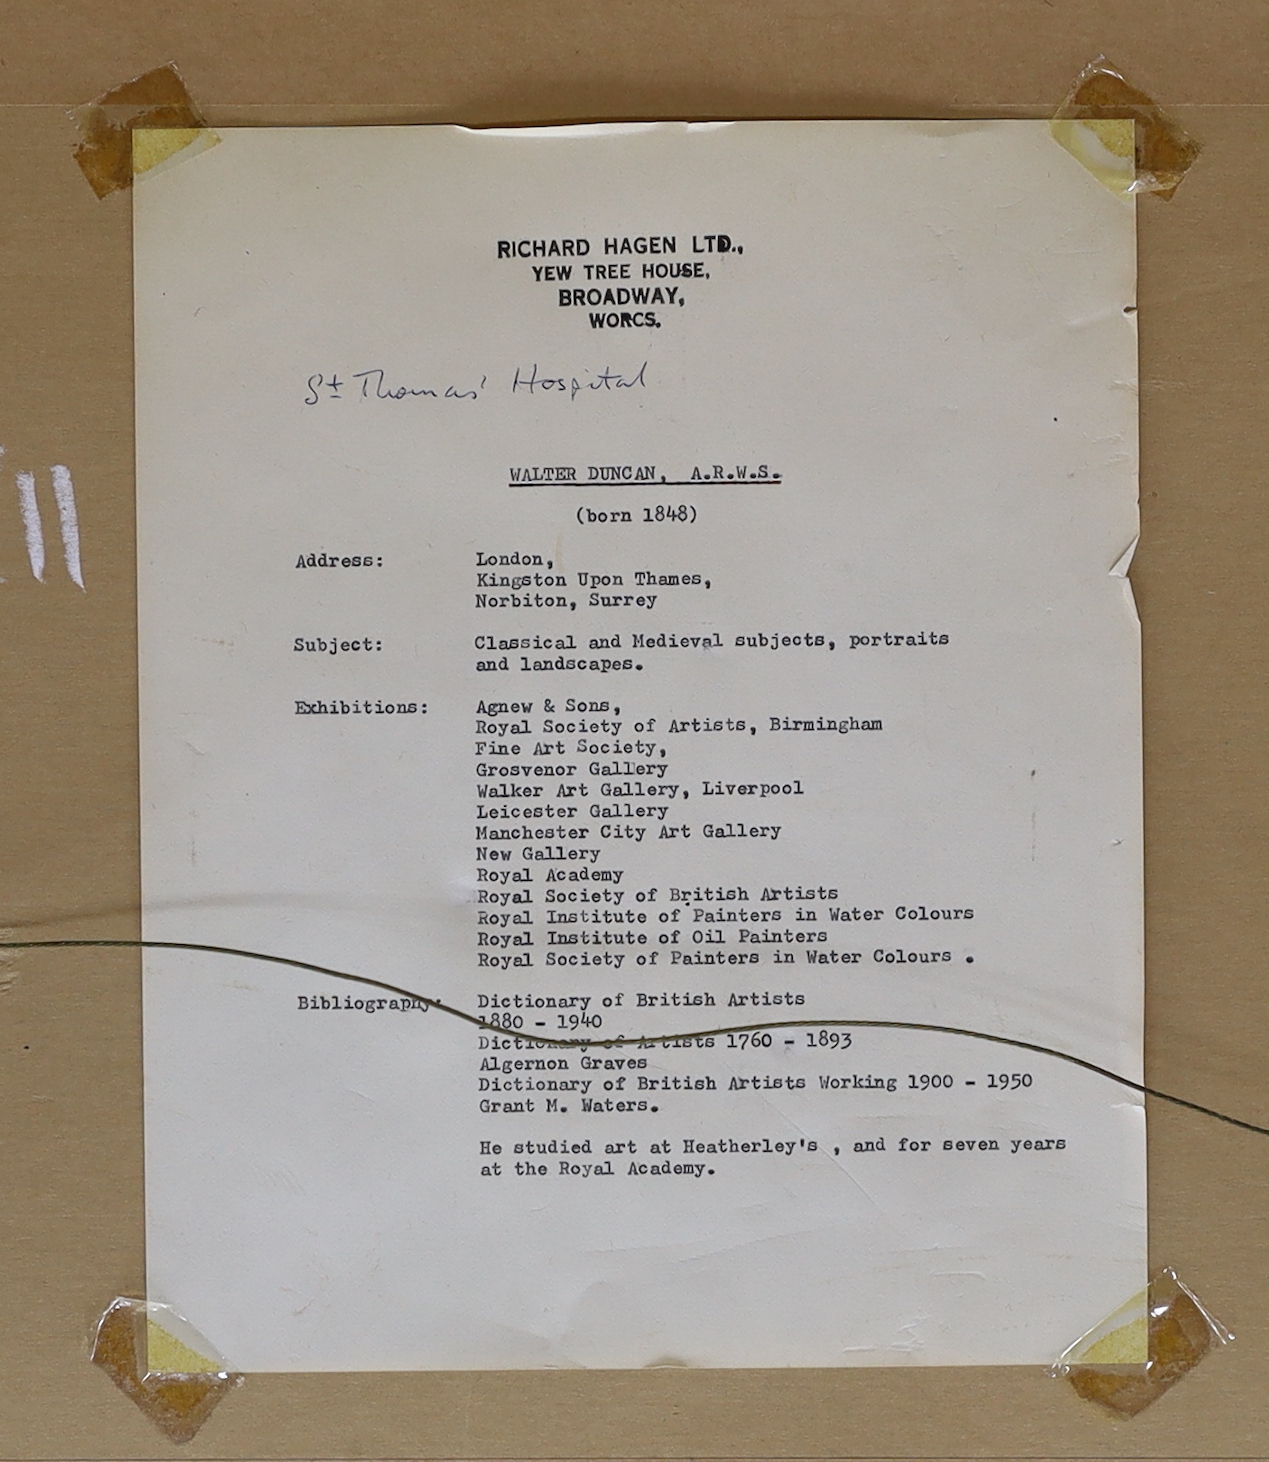 RICHARD HAGEN LTD.,
YEW TREE HOUSE,
BROADWAY,
WORCS.
St Thomas' Hospital
WALTER DUNCAN, A.R.W.S.
(born 1848)
Address: London,
Kingston Upon Thames,
Norbiton, Surrey
Subject: Classical and Medieval subjects, portraits
and landscapes.
Exhibitions: Agnew & Sons,
Royal Society of Artists, Birmingham
Fine Art Society,
Grosvenor Gallery
Walker Art Gallery, Liverpool
Leicester Gallery
Manchester City Art Gallery
New Gallery
Royal Academy
Royal Society of British Artists
Royal Institute of Painters in Water Colours
Royal Institute of Oil Painters
Royal Society of Painters in Water Colours .
Bibliography: Dictionary of British Artists
1880 - 1940
Dictionary of Artists 1760 - 1893
Algernon Graves
Dictionary of British Artists Working 1900 - 1950
Grant M. Waters.
He studied art at Heatherley's , and for seven years
at the Royal Academy.